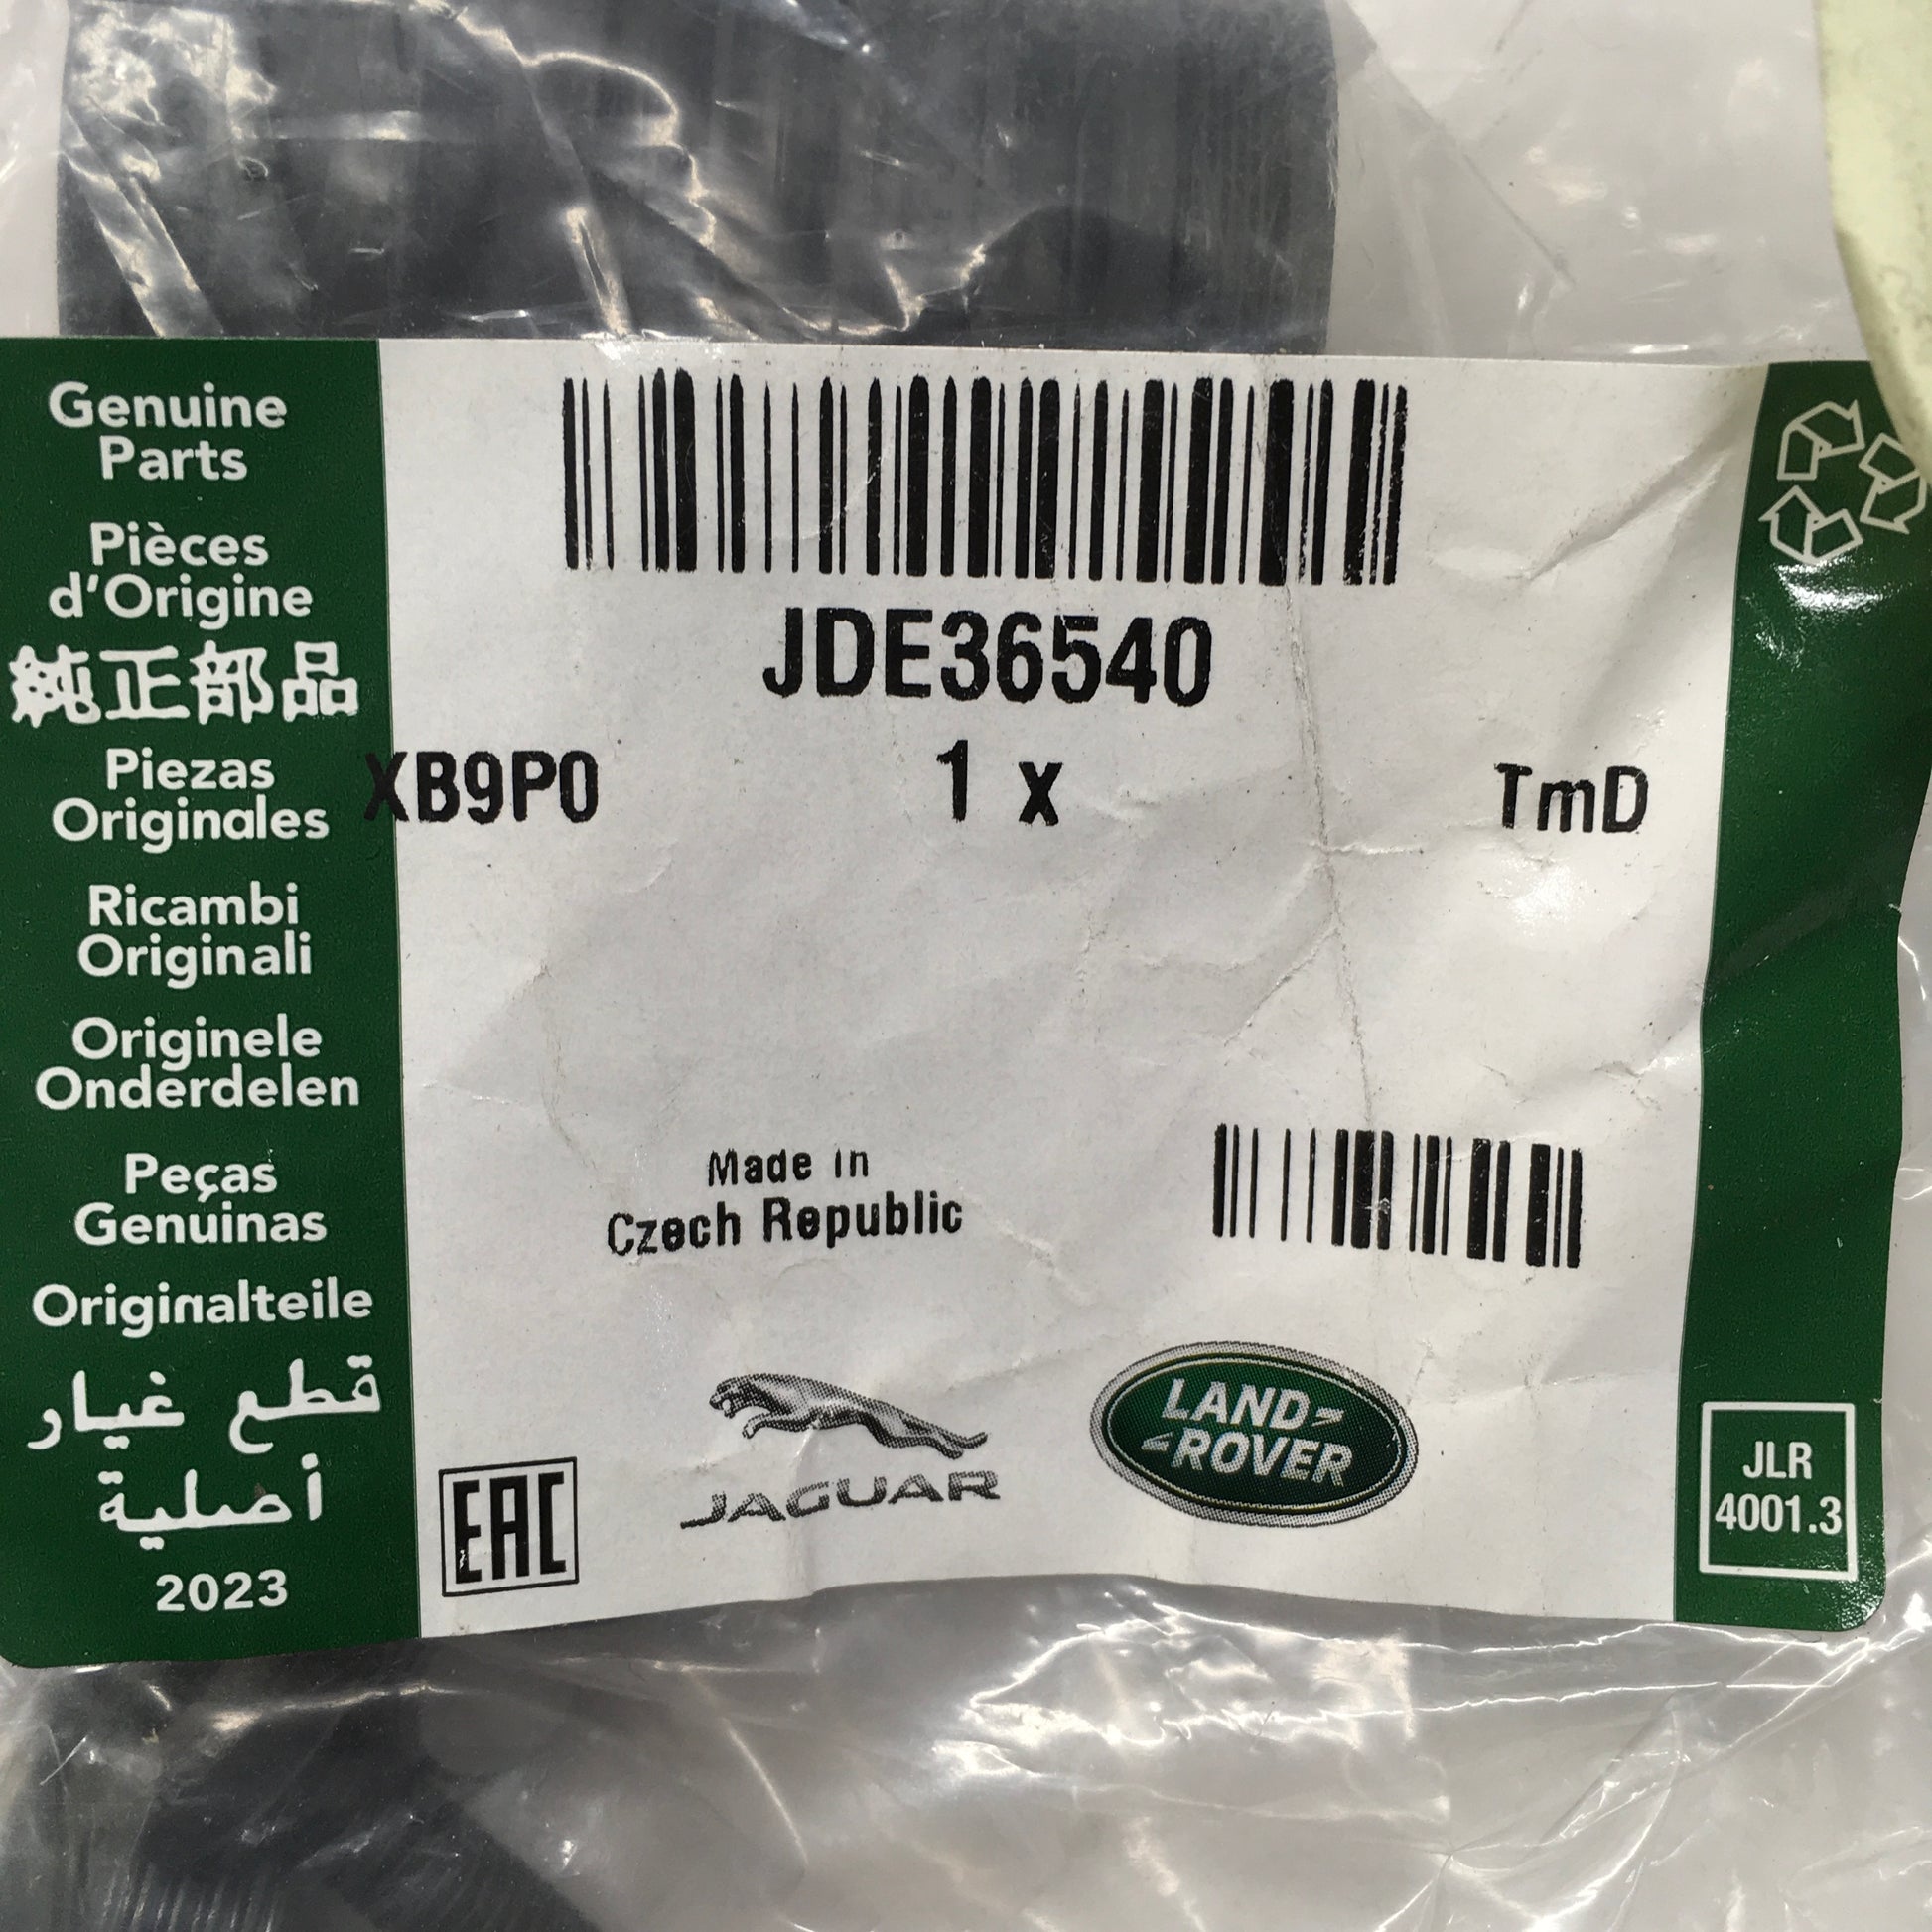 Genuine
Parts
Pièces
d'Origine
純正部品
Piezas
Originales
Ricambi
Originali
Originele
Onderdelen
Peças
Genuinas
Originalteile
قطع غيار
أصلية
2023
JDE36540
XB9P0 1 x TmD
Made in
Czech Republic
EAC
JAGUAR
LAND-
-ROVER
JLR
4001.3